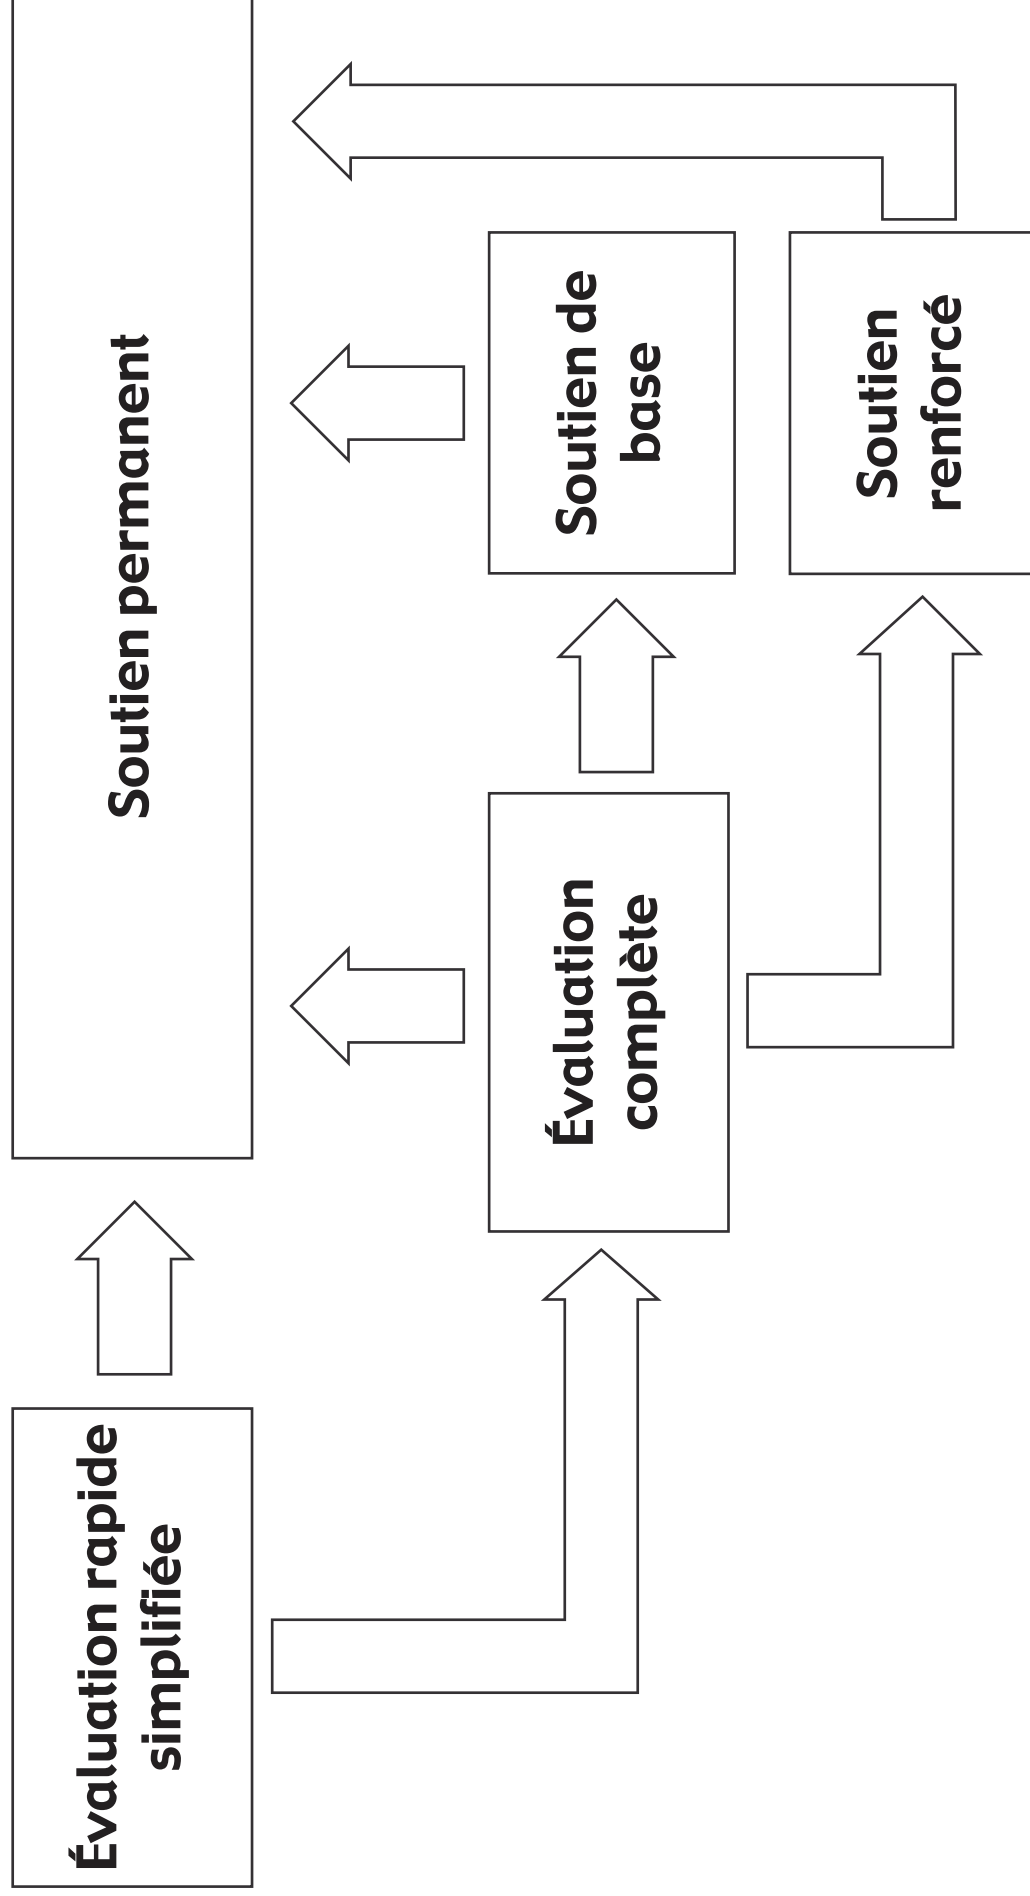 Évaluation rapide
simplifiée
Soutien permanent
Évaluation
complète
Soutien de
base
Soutien
renforcé